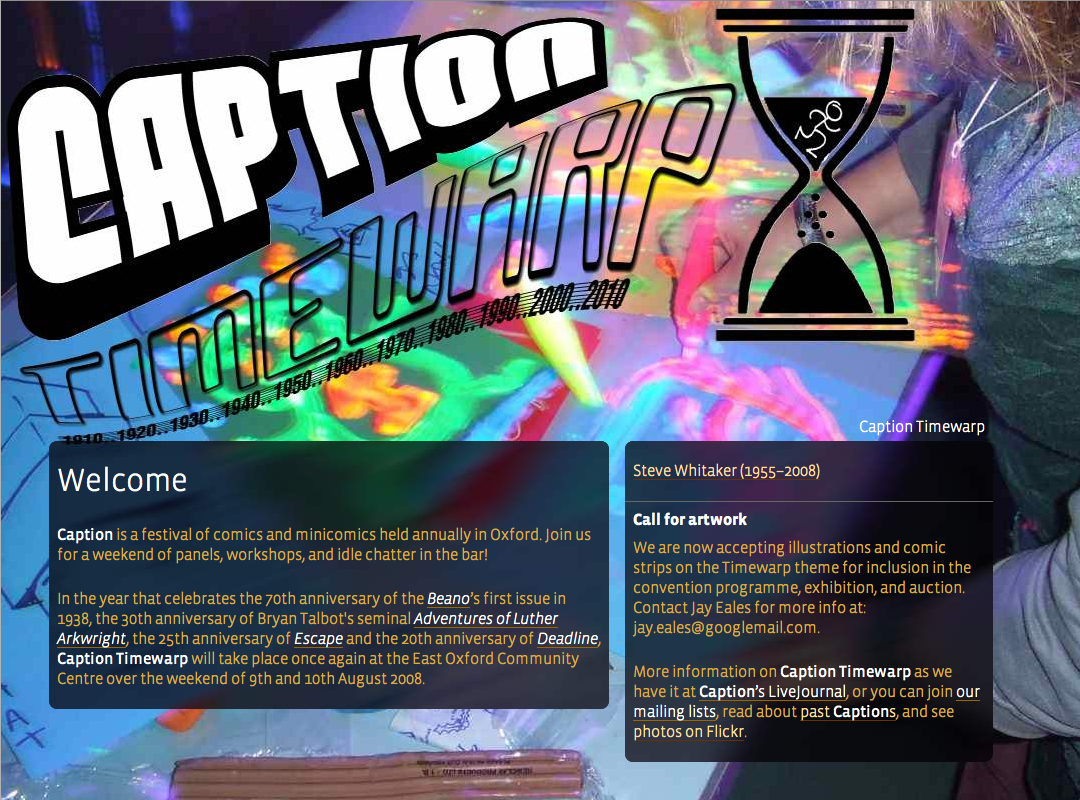 CAPTION
TIMEWARP
1910..1920..1930..1940..1950..1960..1970..1980..1990..2000..2010
Caption Timewarp
Welcome
Caption is a festival of comics and minicomics held annually in Oxford. Join us
for a weekend of panels, workshops, and idle chatter in the bar!
In the year that celebrates the 70th anniversary of the Beano's first issue in
1938, the 30th anniversary of Bryan Talbot's seminal Adventures of Luther
Arkwright, the 25th anniversary of Escape and the 20th anniversary of Deadline,
Caption Timewarp will take place once again at the East Oxford Community
Centre over the weekend of 9th and 10th August 2008.
Steve Whitaker (1955–2008)
Call for artwork
We are now accepting illustrations and comic
strips on the Timewarp theme for inclusion in the
convention programme, exhibition, and auction.
Contact Jay Eales for more info at:
jay.eales@googlemail.com.
More information on Caption Timewarp as we
have it at Caption's LiveJournal, or you can join our
mailing lists, read about past Captions, and see
photos on Flickr.